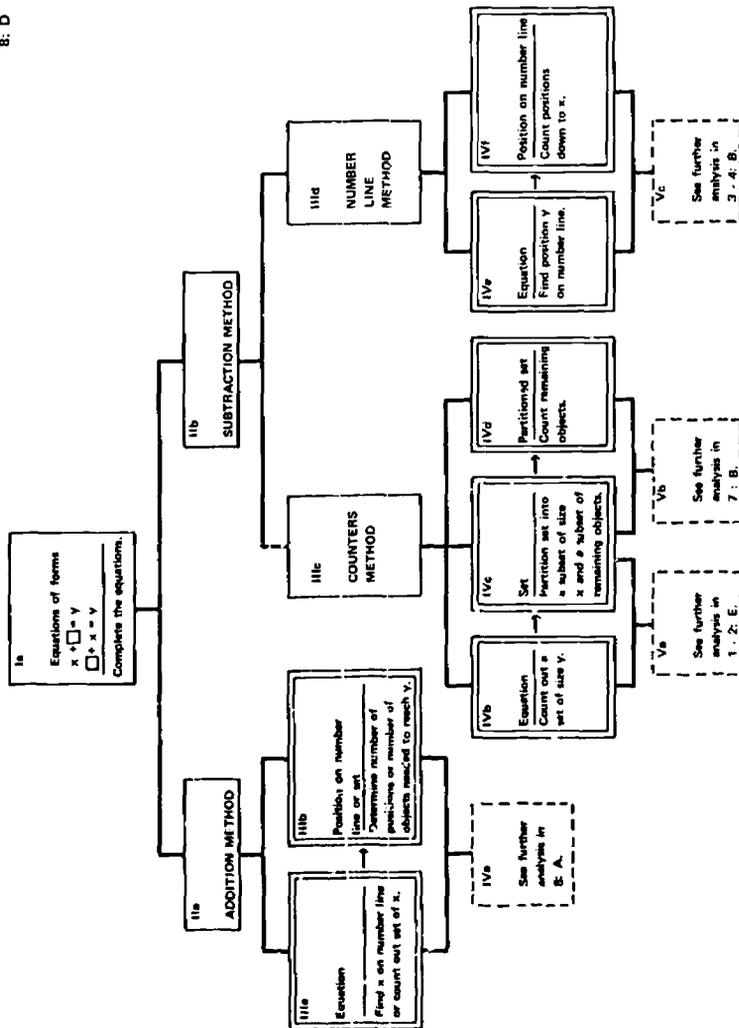 8: D
Ia
Equations of forms
x + □ = y
□ + x = y
Complete the equations.
IIa
ADDITION METHOD
IIb
SUBTRACTION METHOD
IIIa
Equation
Find x on number line
or count out set of x.
IIIb
Position on number
line or set
Determine number of
positions or number of
objects needed to reach y.
IIIc
COUNTERS
METHOD
IIId
NUMBER
LINE
METHOD
IVa
See further
analysis in
8: A.
IVb
Equation
Count out a
set of size y.
IVc
Set
Partition set into
a subset of size
x and a subset of
remaining objects.
IVd
Partitioned set
Count remaining
objects.
IVe
Equation
Find position y
on number line.
IVf
Position on number line
Count positions
down to x.
Va
See further
analysis in
1 - 2: E.
Vb
See further
analysis in
7 : B.
Vc
See further
analysis in
3 - 4: B.